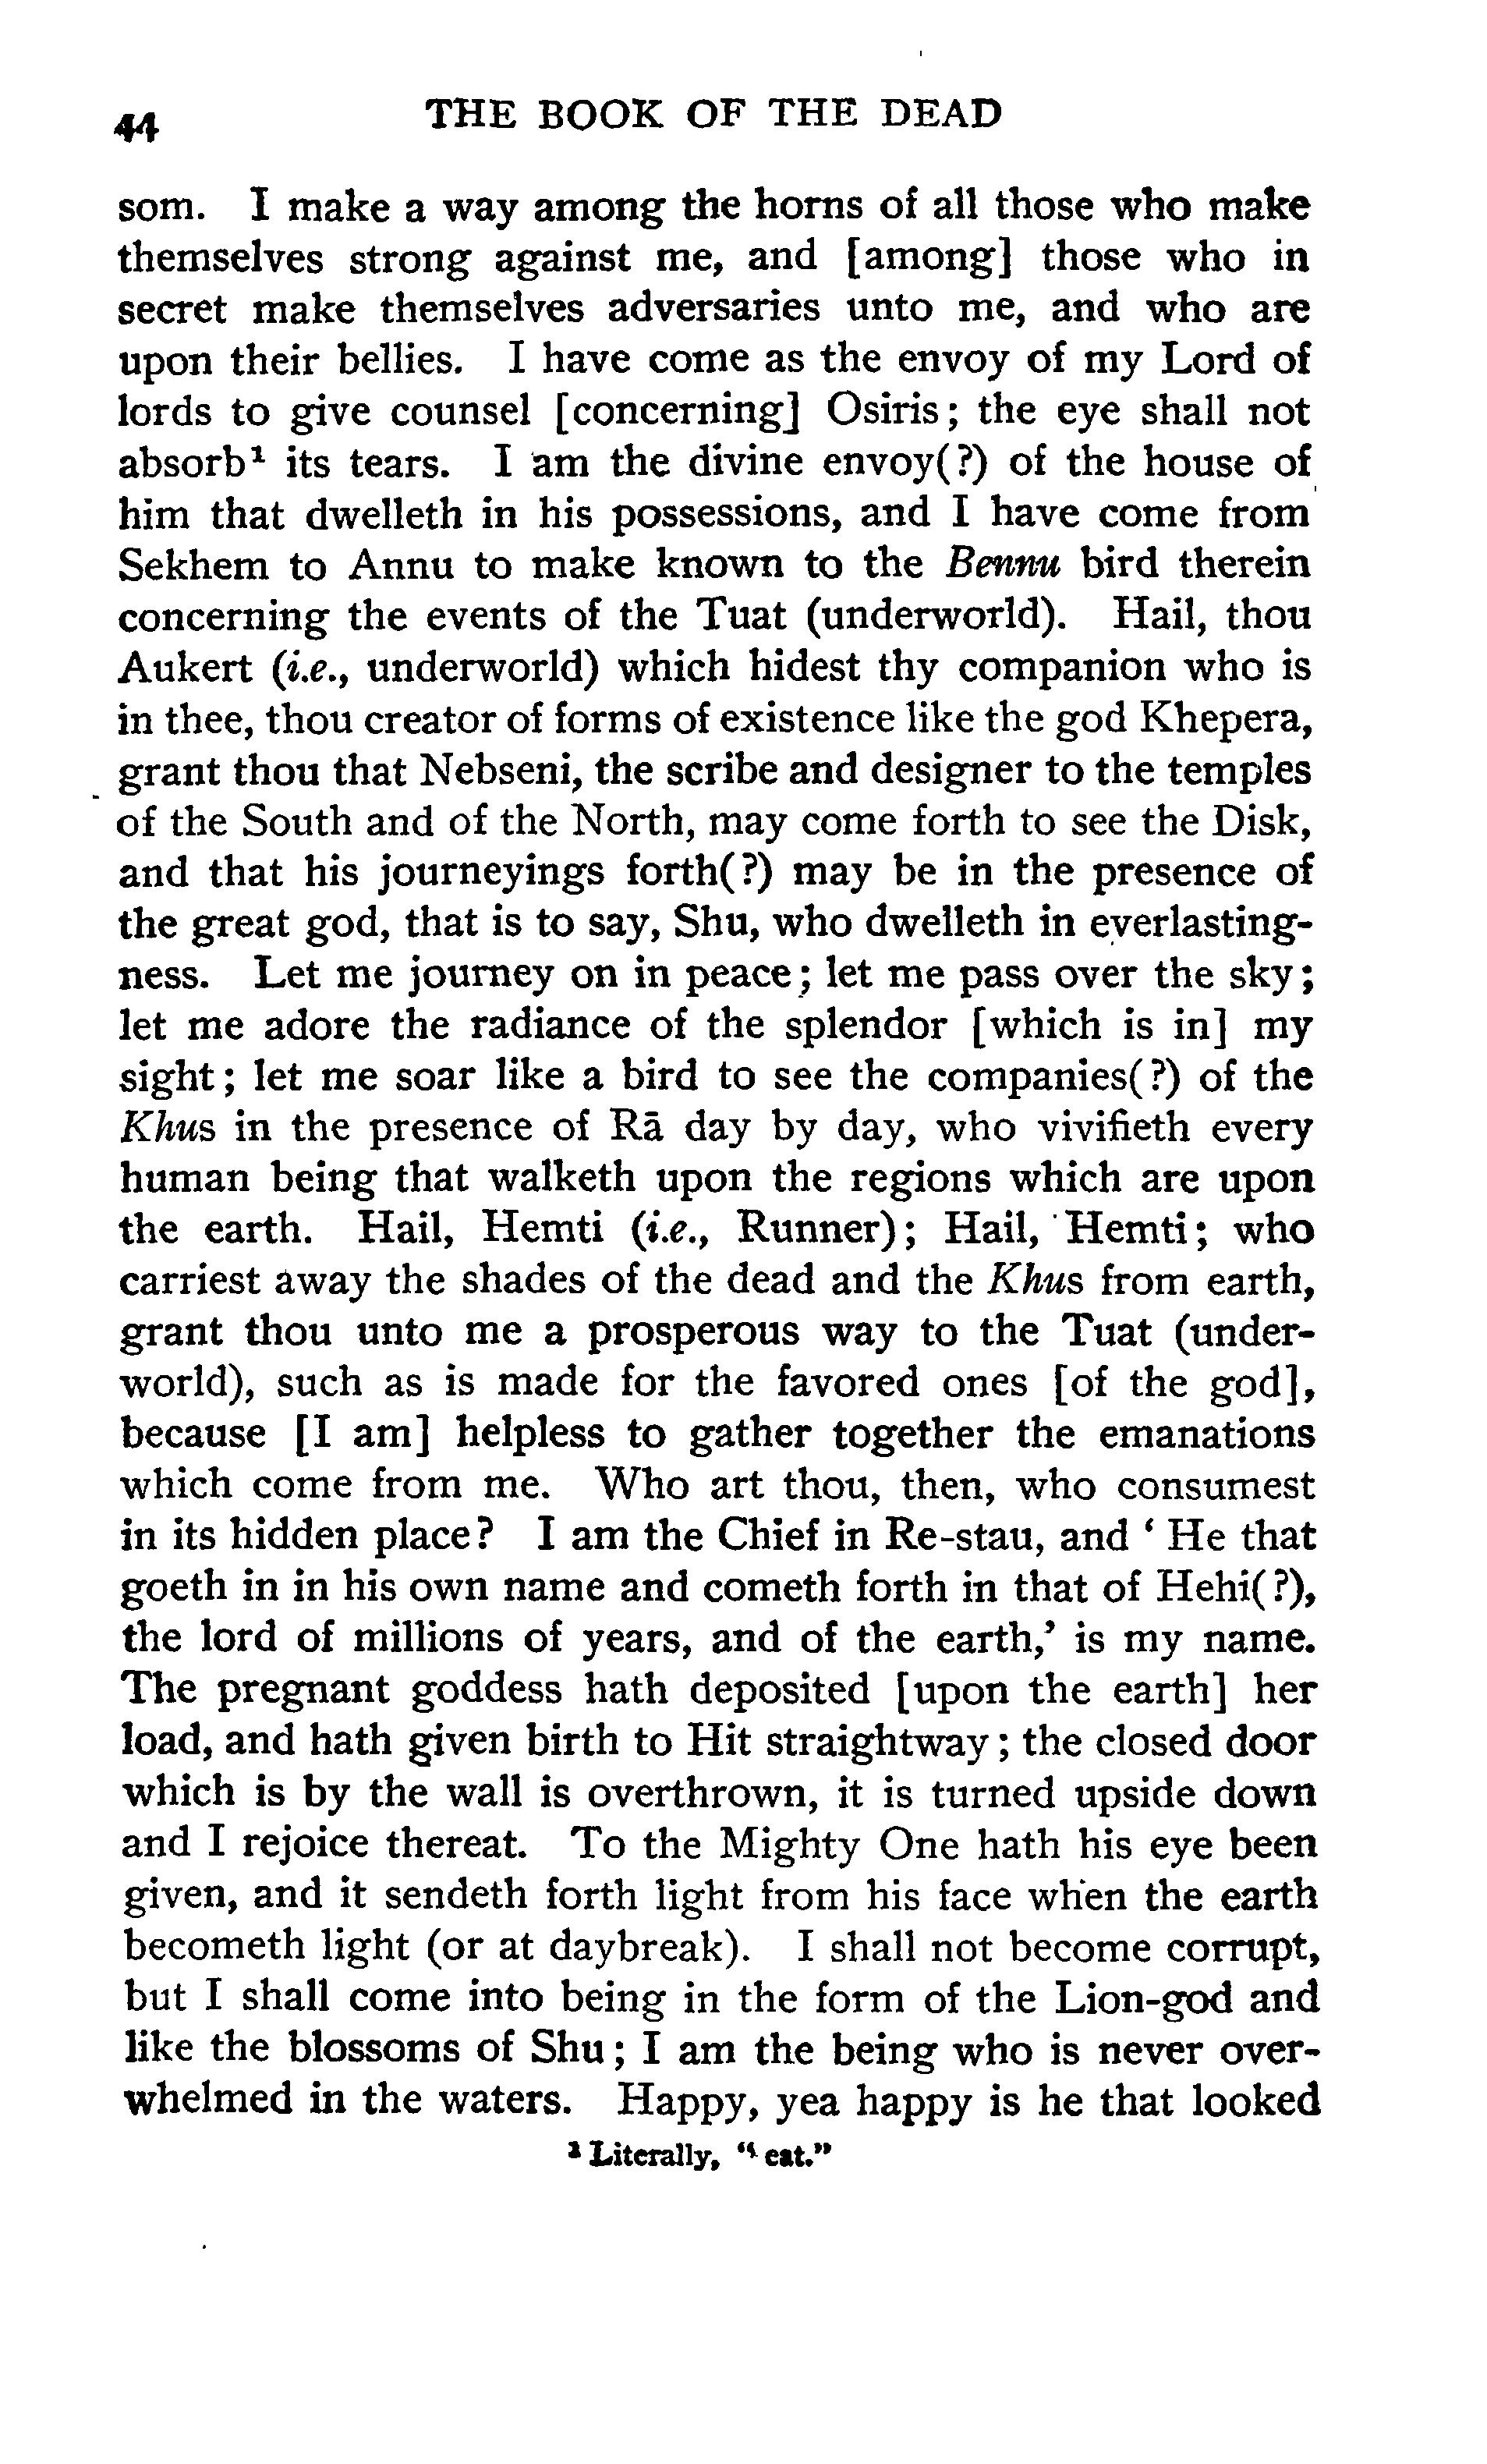 44 THE BOOK OF THE DEAD
som. I make a way among the horns of all those who make
themselves strong against me, and [among] those who in
secret make themselves adversaries unto me, and who are
upon their bellies. I have come as the envoy of my Lord of
lords to give counsel [concerning] Osiris; the eye shall not
absorb¹ its tears. I am the divine envoy(?) of the house of
him that dwelleth in his possessions, and I have come from
Sekhem to Annu to make known to the Bennu bird therein
concerning the events of the Tuat (underworld). Hail, thou
Aukert (i.e., underworld) which hidest thy companion who is
in thee, thou creator of forms of existence like the god Khepera,
grant thou that Nebseni, the scribe and designer to the temples
of the South and of the North, may come forth to see the Disk,
and that his journeyings forth(?) may be in the presence of
the great god, that is to say, Shu, who dwelleth in everlasting-
ness. Let me journey on in peace; let me pass over the sky;
let me adore the radiance of the splendor [which is in] my
sight; let me soar like a bird to see the companies(?) of the
Khus in the presence of Rā day by day, who vivifieth every
human being that walketh upon the regions which are upon
the earth. Hail, Hemti (i.e., Runner); Hail, Hemti; who
carriest away the shades of the dead and the Khus from earth,
grant thou unto me a prosperous way to the Tuat (under-
world), such as is made for the favored ones [of the god],
because [I am] helpless to gather together the emanations
which come from me. Who art thou, then, who consumest
in its hidden place? I am the Chief in Re-stau, and ‘He that
goeth in in his own name and cometh forth in that of Hehi(?),
the lord of millions of years, and of the earth,’ is my name.
The pregnant goddess hath deposited [upon the earth] her
load, and hath given birth to Hit straightway; the closed door
which is by the wall is overthrown, it is turned upside down
and I rejoice thereat. To the Mighty One hath his eye been
given, and it sendeth forth light from his face when the earth
becometh light (or at daybreak). I shall not become corrupt,
but I shall come into being in the form of the Lion-god and
like the blossoms of Shu; I am the being who is never over-
whelmed in the waters. Happy, yea happy is he that looked
¹ Literally, “eat.”